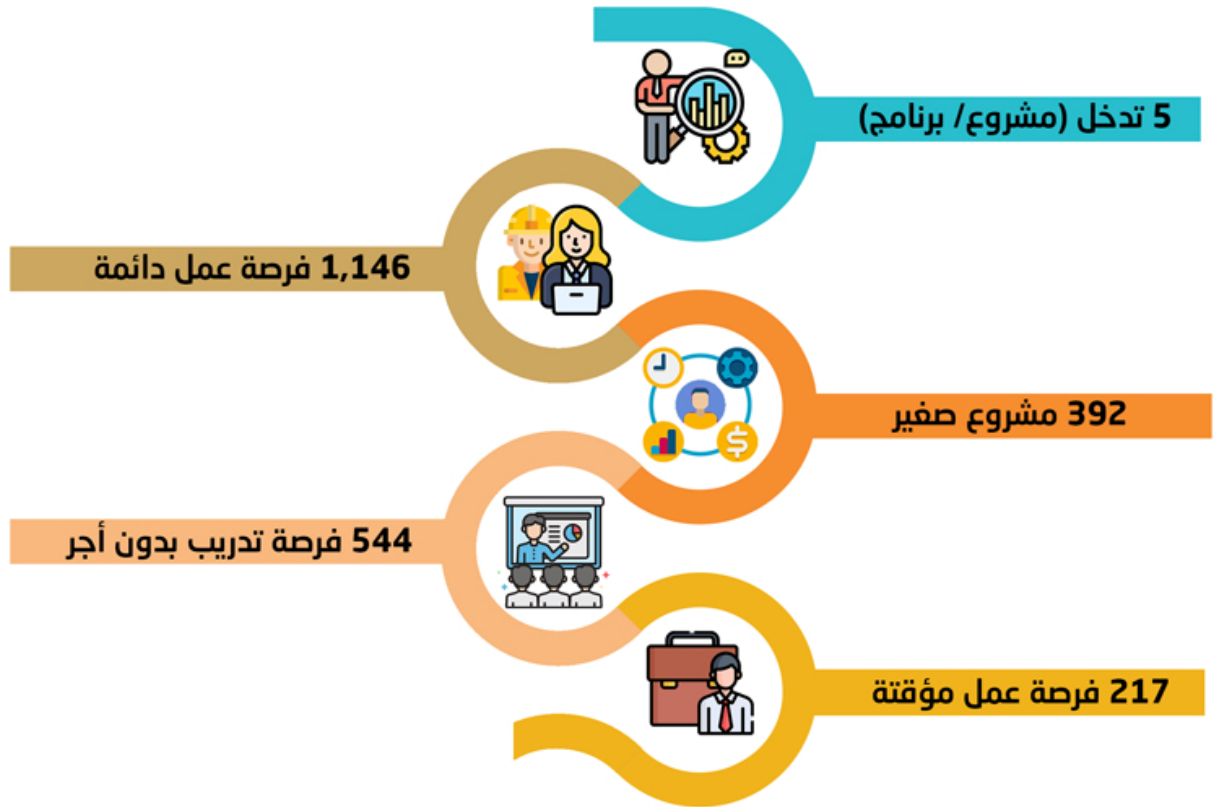 5 تدخل (مشروع/ برنامج)
1,146 فرصة عمل دائمة
392 مشروع صغير
544 فرصة تدريب بدون أجر
217 فرصة عمل مؤقتة